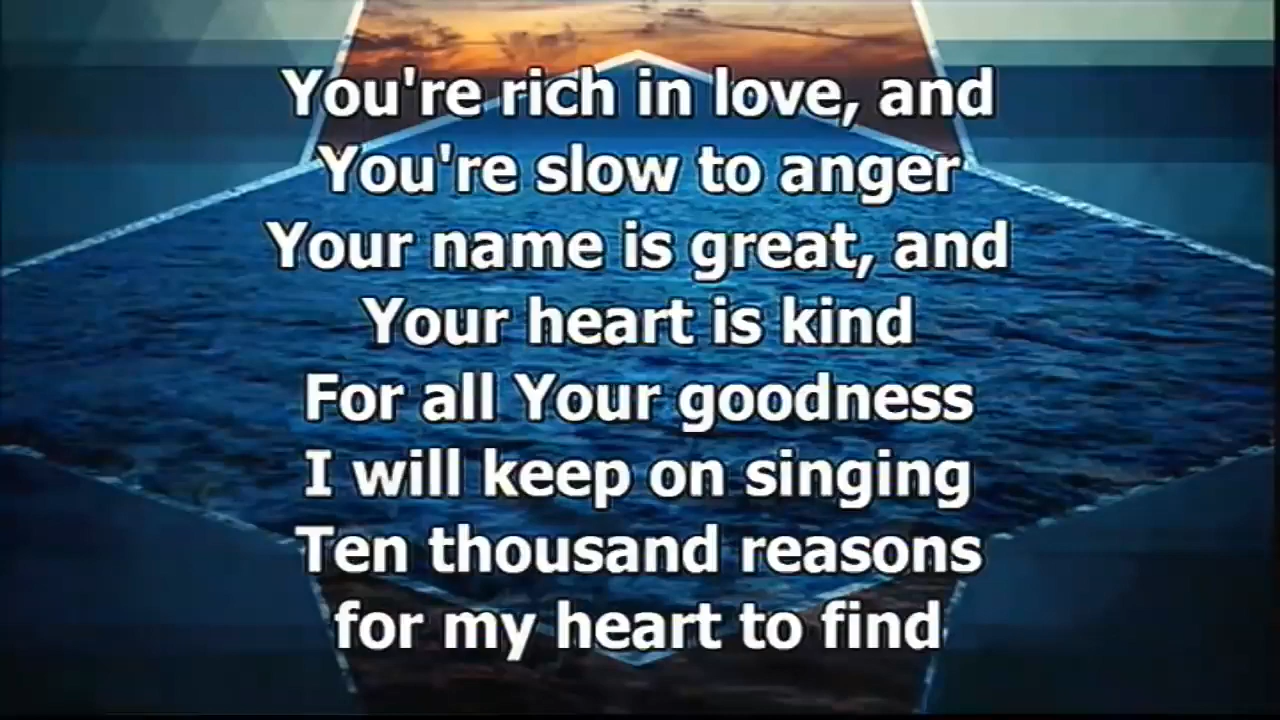 You're rich in love, and
You're slow to anger
Your name is great, and
Your heart is kind
For all Your goodness
I will keep on singing
Ten thousand reasons
for my heart to find